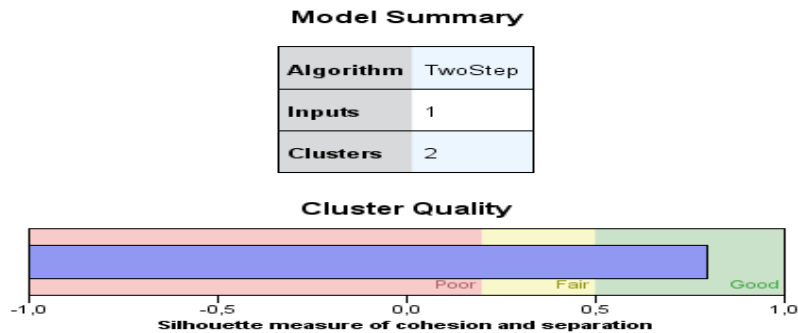 Model Summary
Algorithm TwoStep
Inputs 1
Clusters 2
Cluster Quality
Poor Fair Good
-1,0 -0,5 0,0 0,5 1,0
Silhouette measure of cohesion and separation